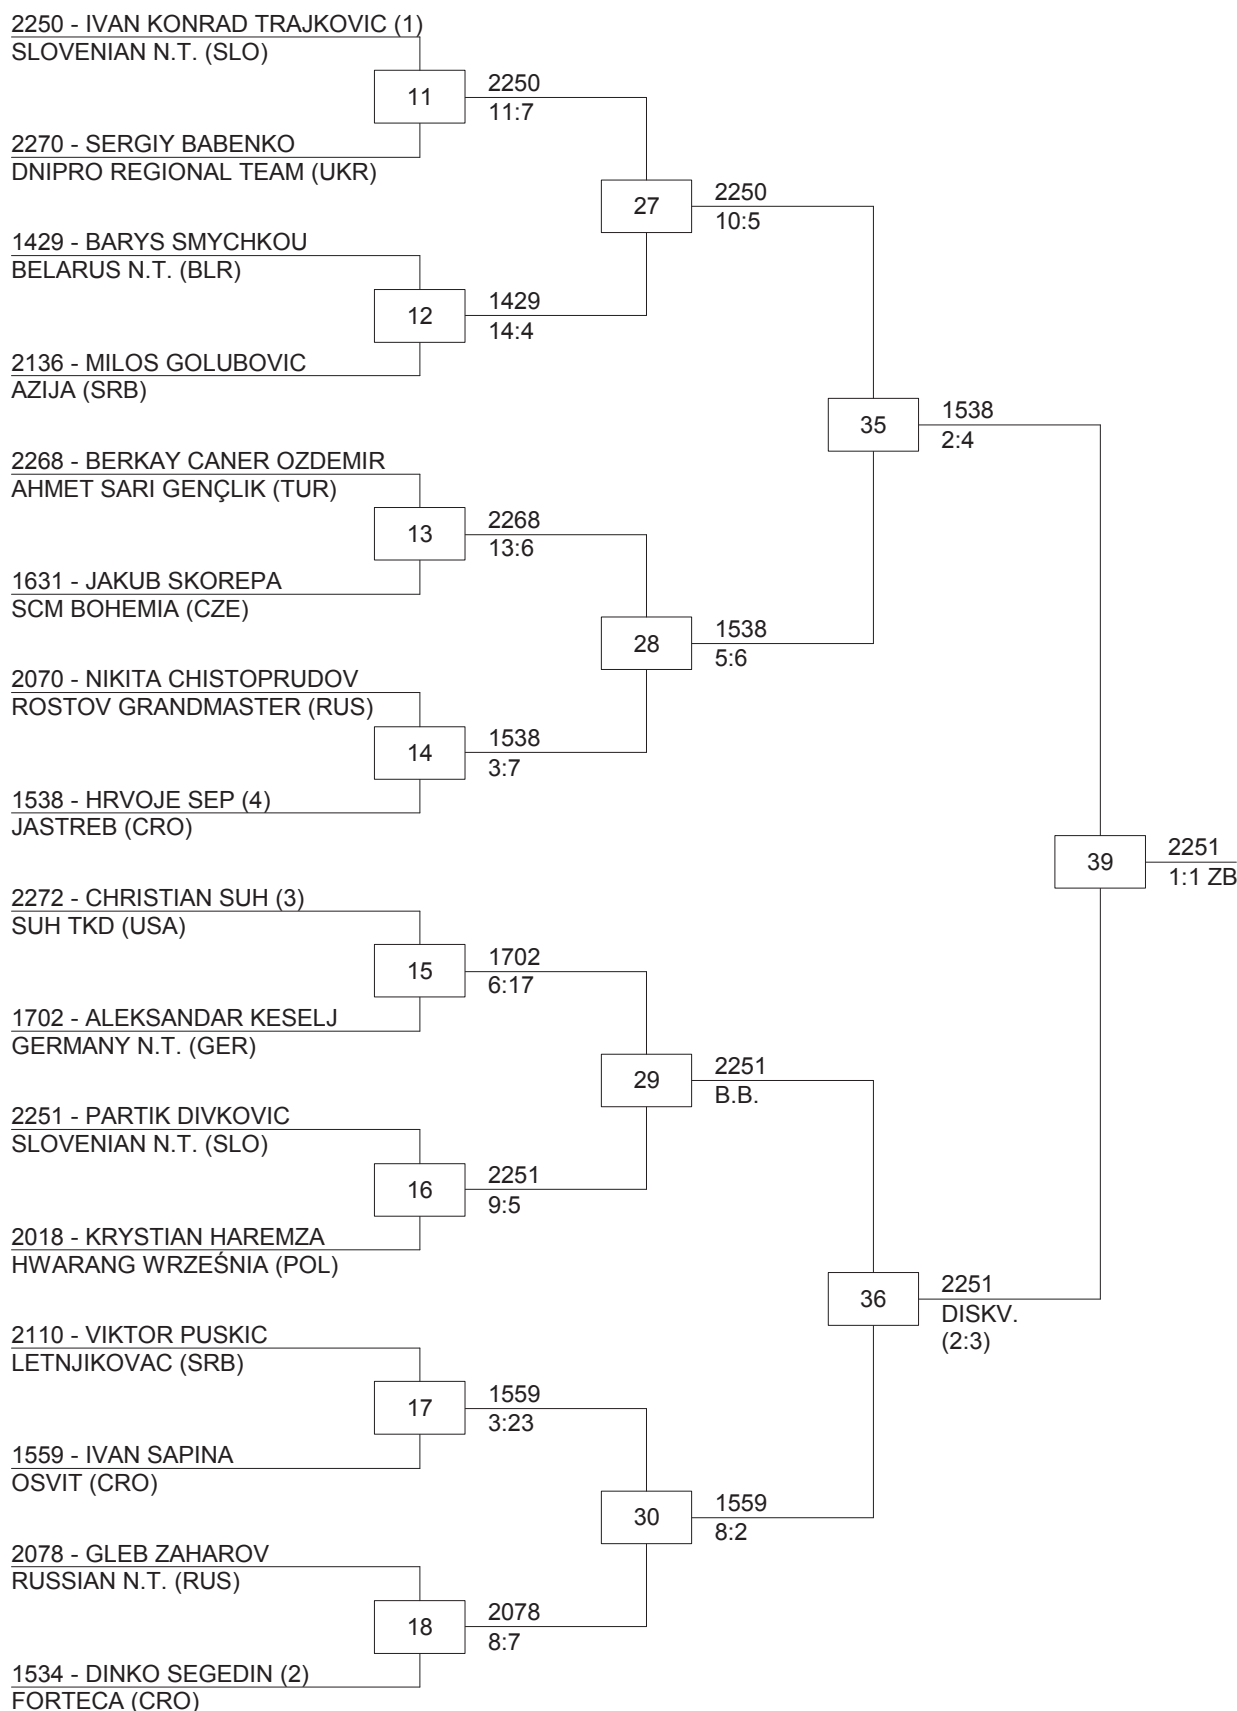 2250 - IVAN KONRAD TRAJKOVIC (1)
SLOVENIAN N.T. (SLO)
11
2250
11:7
2270 - SERGIY BABENKO
DNIPRO REGIONAL TEAM (UKR)
27
2250
10:5
1429 - BARYS SMYCHKOU
BELARUS N.T. (BLR)
12
1429
14:4
2136 - MILOS GOLUBOVIC
AZIJA (SRB)
35
1538
2:4
2268 - BERKAY CANER OZDEMIR
AHMET SARI GENÇLIK (TUR)
13
2268
13:6
1631 - JAKUB SKOREPA
SCM BOHEMIA (CZE)
28
1538
5:6
2070 - NIKITA CHISTOPRUDOV
ROSTOV GRANDMASTER (RUS)
14
1538
3:7
1538 - HRVOJE SEP (4)
JASTREB (CRO)
39
2251
1:1 ZB
2272 - CHRISTIAN SUH (3)
SUH TKD (USA)
15
1702
6:17
1702 - ALEKSANDAR KESELJ
GERMANY N.T. (GER)
29
2251
B.B.
2251 - PARTIK DIVKOVIC
SLOVENIAN N.T. (SLO)
16
2251
9:5
2018 - KRYSTIAN HAREMZA
HWARANG WRZEŚNIA (POL)
36
2251
DISKV.
(2:3)
2110 - VIKTOR PUSKIC
LETNJIKOVAC (SRB)
17
1559
3:23
1559 - IVAN SAPINA
OSVIT (CRO)
30
1559
8:2
2078 - GLEB ZAHAROV
RUSSIAN N.T. (RUS)
18
2078
8:7
1534 - DINKO SEGEDIN (2)
FORTECA (CRO)